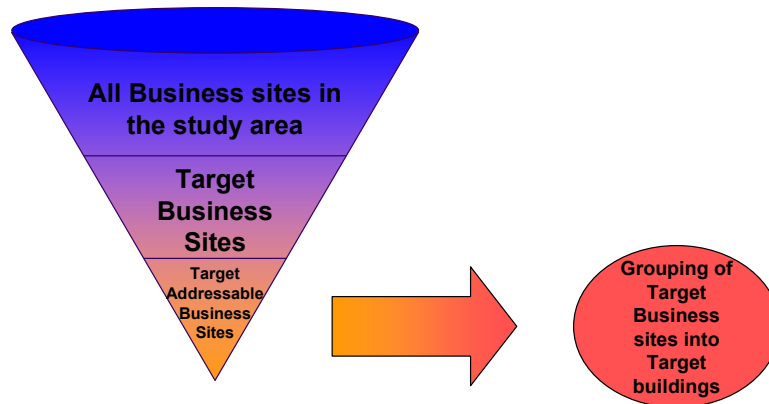 All Business sites in
the study area
Target
Business
Sites
Target
Addressable
Business
Sites
Grouping of
Target
Business
sites into
Target
buildings